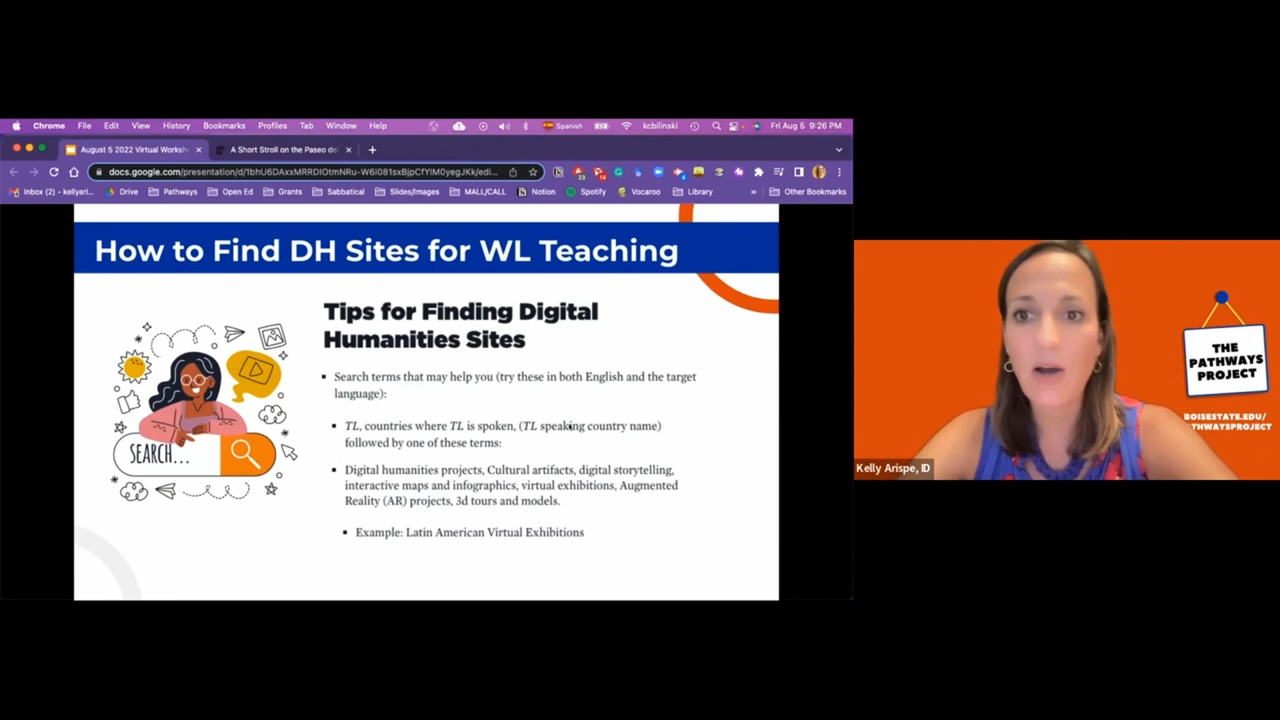 Chrome File Edit View History Bookmarks Profiles Tab Window Help Spanish kcbilinski Fri Aug 5 9:26 PM
August 5 2022 Virtual Worksh A Short Stroll on the Paseo de
Inbox (2) - kellyari... Drive Pathways Open Ed Grants Sabbatical Slides/Images MALL/CALL Notion Spotify Vocaroo Library Other Bookmarks
How to Find DH Sites for WL Teaching
Tips for Finding Digital
Humanities Sites
Search terms that may help you (try these in both English and the target
language):
TL, countries where TL is spoken, (TL speaking country name)
followed by one of these terms:
Digital humanities projects, Cultural artifacts, digital storytelling,
interactive maps and infographics, virtual exhibitions, Augmented
Reality (AR) projects, 3d tours and models.
Example: Latin American Virtual Exhibitions
SEARCH...
THE
PATHWAYS
PROJECT
BOISESTATE.EDU/
THWAYSPROJECT
Kelly Arispe, ID